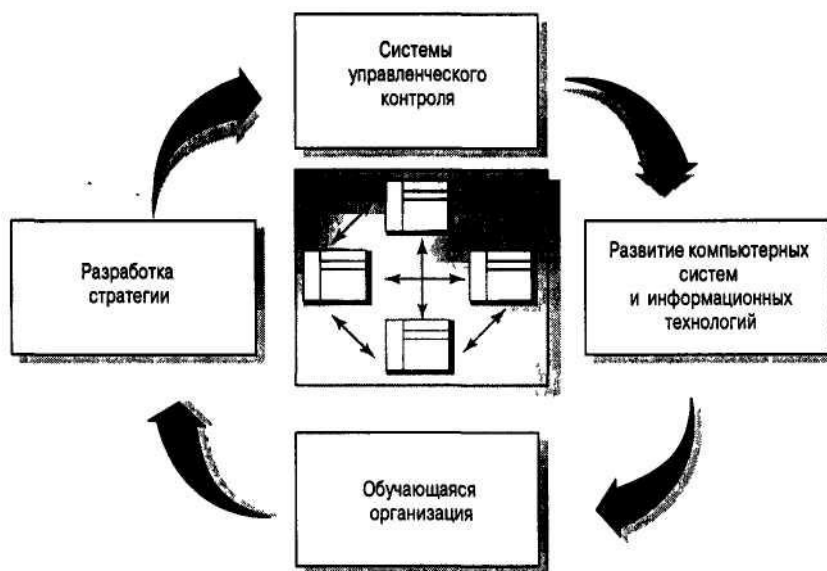 Системы
управленческого
контроля
Разработка
стратегии
Развитие компьютерных
систем
и информационных
технологий
Обучающаяся
организация